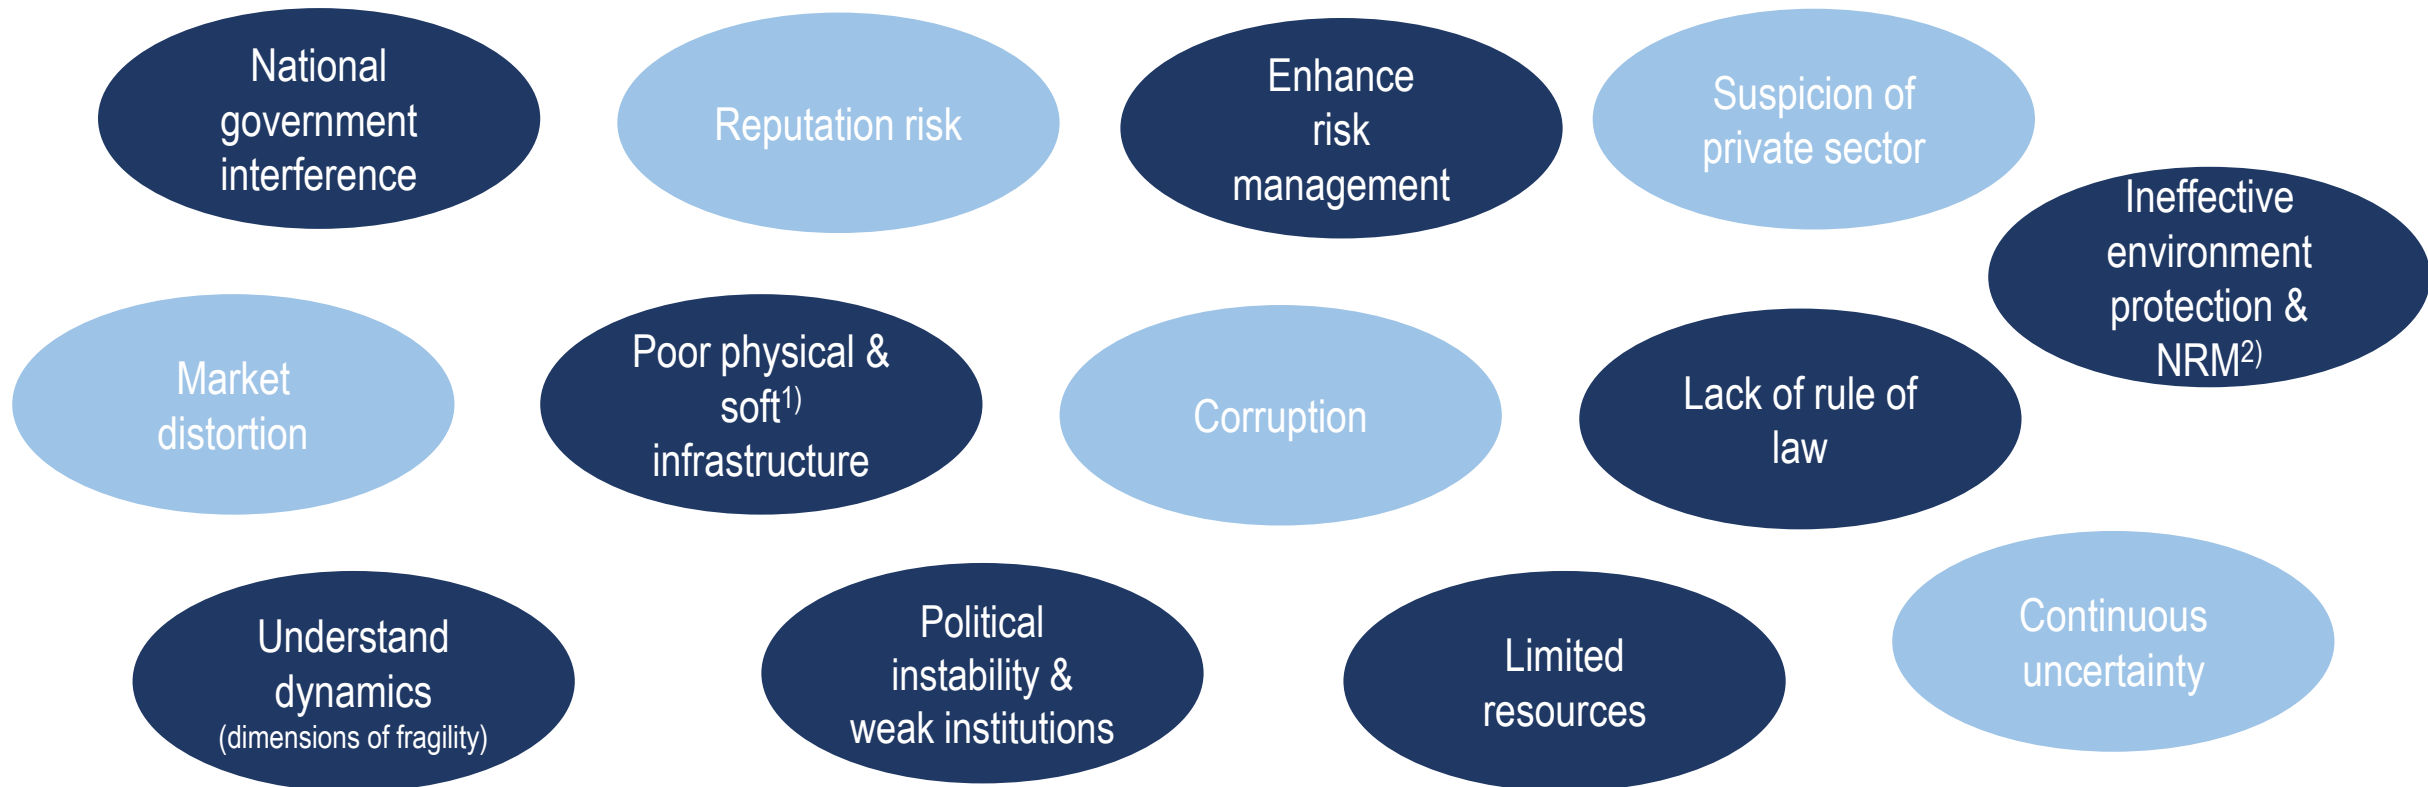 National
government
interference
Reputation risk
Enhance
risk
management
Suspicion of
private sector
Ineffective
environment
protection &
NRM2)
Market
distortion
Poor physical &
soft1)
infrastructure
Corruption
Lack of rule of
law
Understand
dynamics
(dimensions of fragility)
Political
instability &
weak institutions
Limited
resources
Continuous
uncertainty